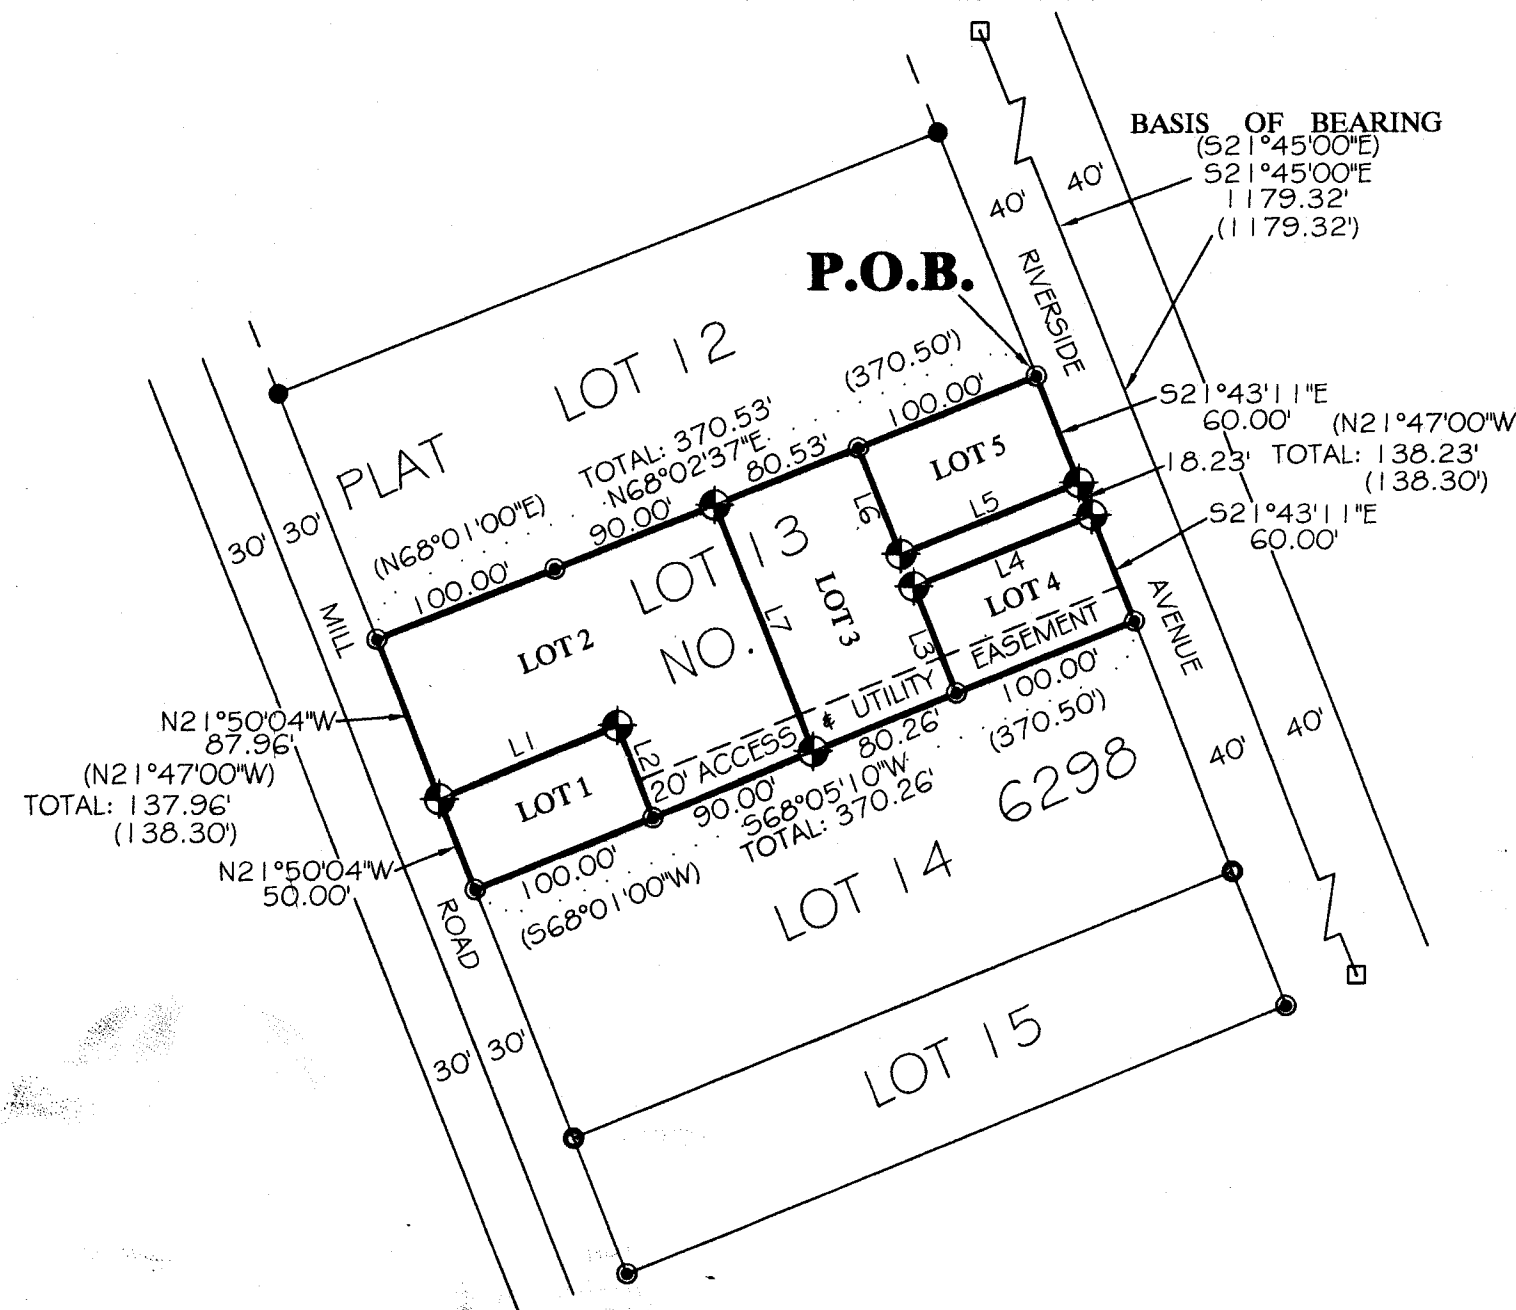 BASIS OF BEARING
(S21°45'00"E)
S21°45'00"E
1179.32'
(1179.32')
40'
40'
RIVERSIDE
P.O.B.
LOT 12
(370.50')
100.00'
S21°43'11"E
60.00'
(N21°47'00"W
18.23'
TOTAL: 138.23'
(138.30')
S21°43'11"E
60.00'
PLAT
TOTAL: 370.53'
N68°02'37"E
80.53'
(N68°01'00"E)
90.00'
100.00'
LOT 5
L5
L6
L4
LOT 4
LOT 13
NO.
LOT 3
L7
L3
LOT 2
30'
30'
MILL
AVENUE
EASEMENT
20' ACCESS & UTILITY
N21°50'04"W
87.96'
(N21°47'00"W)
TOTAL: 137.96'
(138.30')
N21°50'04"W
50.00'
L1
L2
LOT 1
100.00'
(370.50')
80.26'
90.00'
S68°05'10"W
TOTAL: 370.26'
100.00'
(S68°01'00"W)
6298
40'
40'
ROAD
LOT 14
30'
30'
LOT 15